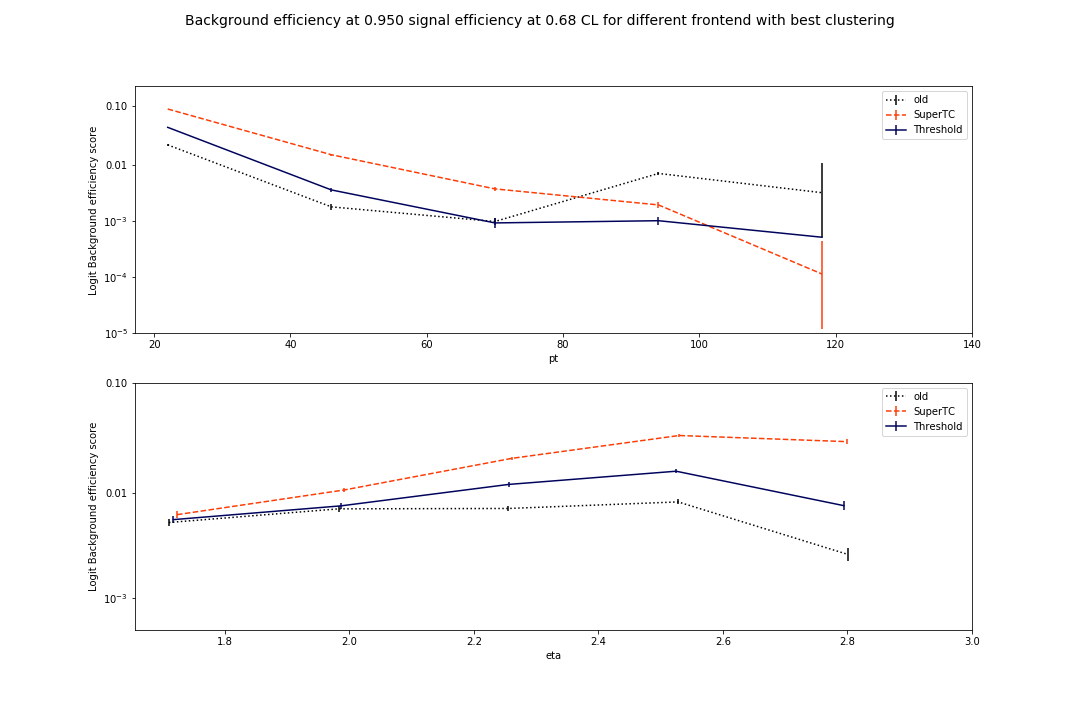 Background efficiency at 0.950 signal efficiency at 0.68 CL for different frontend with best clustering
Logit Background efficiency score
0.10
0.01
10⁻³
10⁻⁴
10⁻⁵
20 40 60 80 100 120 140
pt
old
SuperTC
Threshold
Logit Background efficiency score
0.10
0.01
10⁻³
1.8 2.0 2.2 2.4 2.6 2.8 3.0
eta
old
SuperTC
Threshold